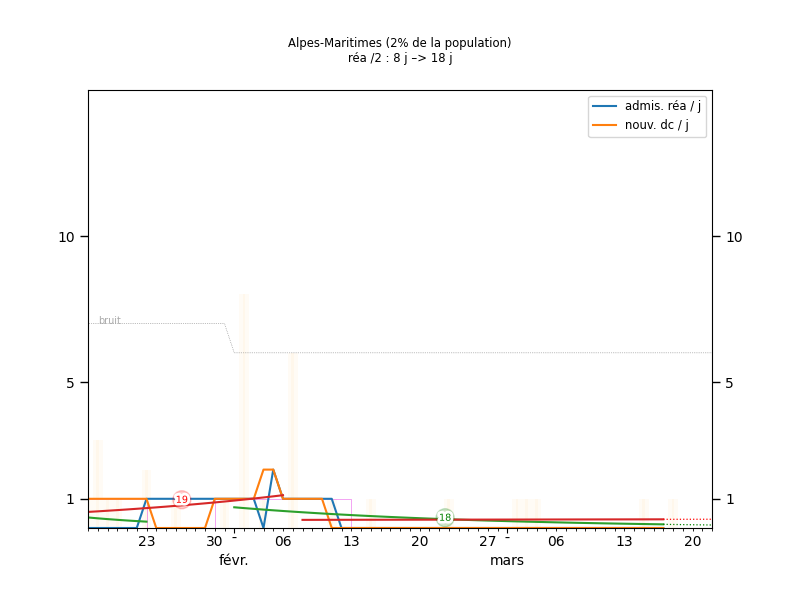 Alpes-Maritimes (2% de la population)
réa /2 : 8 j –> 18 j
admis. réa / j
nouv. dc / j
10
10
bruit
5
5
19
1
1
18
23
30
-
06
13
20
27
-
06
13
20
févr.
mars